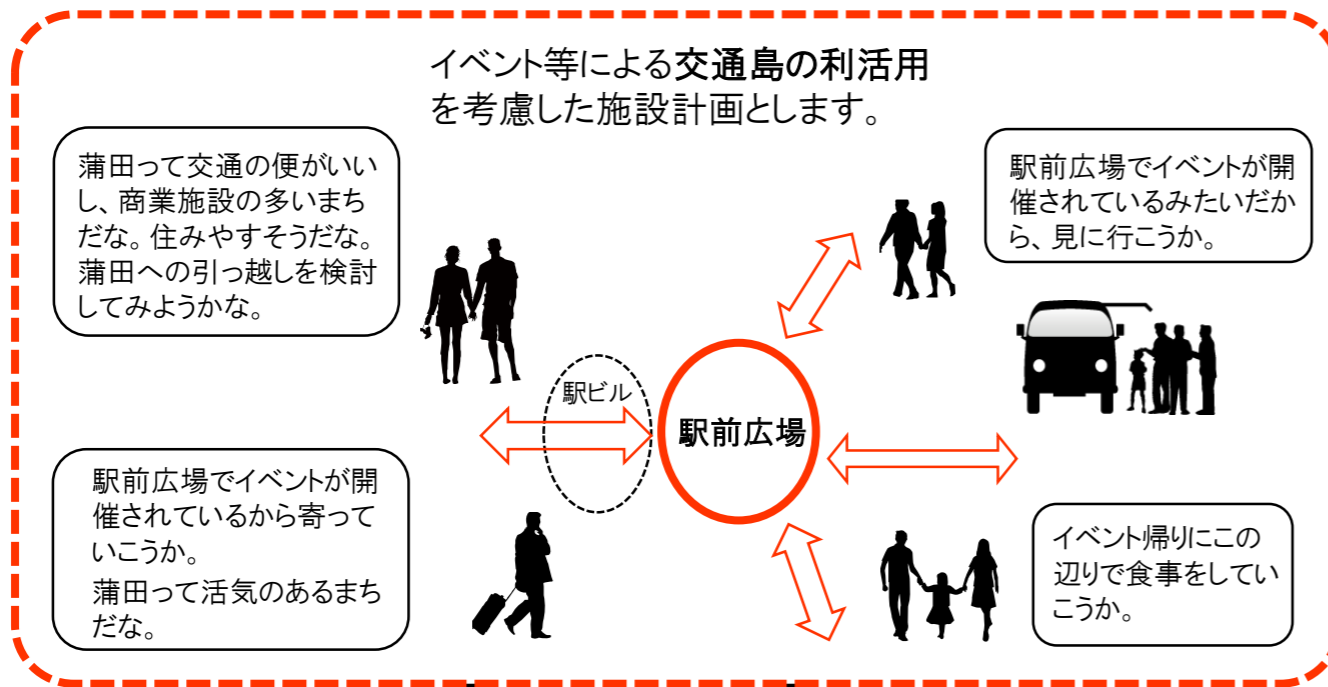 イベント等による交通島の利活用
を考慮した施設計画とします。
蒲田って交通の便がいい
し、商業施設の多いまち
だな。住みやすそうだな。
蒲田への引っ越しを検討
してみようかな。
駅前広場でイベントが開
催されているみたいだか
ら、見に行こうか。
駅ビル
駅前広場
駅前広場でイベントが開
催されているから寄って
いこうか。
蒲田って活気のあるまち
だな。
イベント帰りにこの
辺りで食事をしてい
こうか。